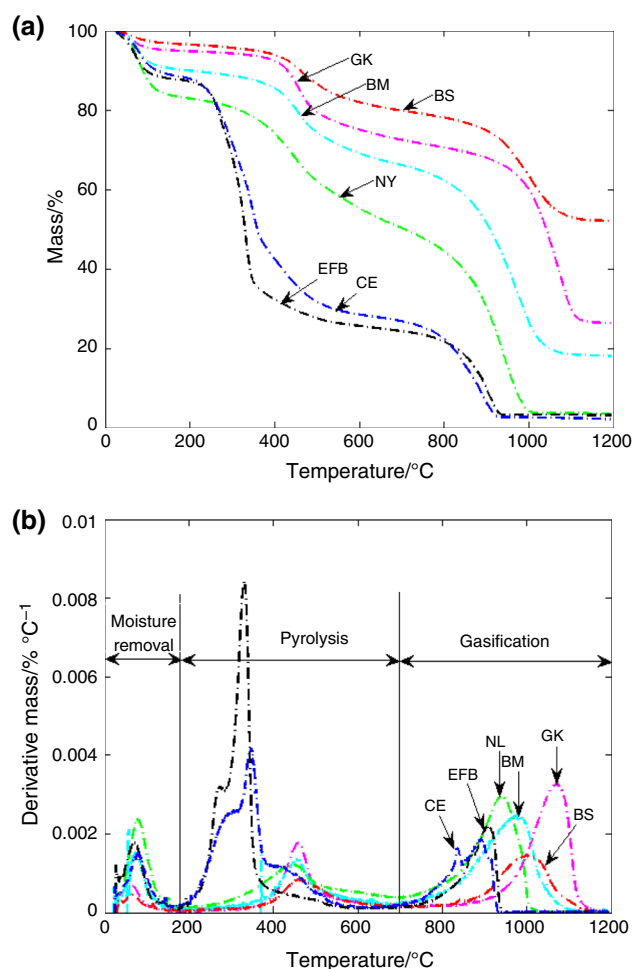 (a)
100
80
60
40
20
0
Mass/%
GK
BM
BS
NY
EFB
CE
0 200 400 600 800 1000 1200
Temperature/°C
(b)
0.01
0.008
0.006
0.004
0.002
0
Derivative mass/% °C−1
Moisture
removal
Pyrolysis
Gasification
GK
NL
BM
EFB
CE
BS
0 200 400 600 800 1000 1200
Temperature/°C